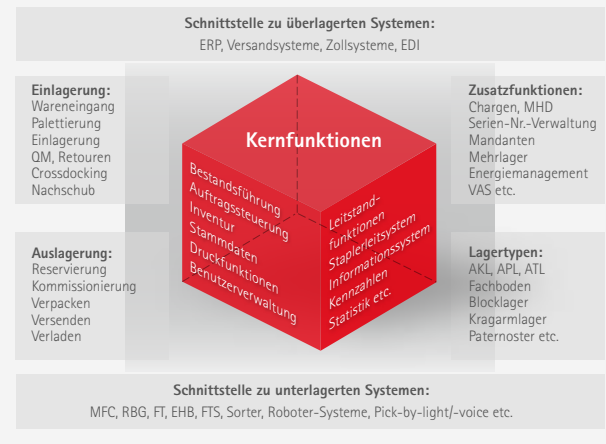 Schnittstelle zu überlagerten Systemen:
ERP, Versandsysteme, Zollsysteme, EDI
Einlagerung:
Wareneingang
Palettierung
Einlagerung
QM, Retouren
Crossdocking
Nachschub
Zusatzfunktionen:
Chargen, MHD
Serien-Nr.-Verwaltung
Mandanten
Mehrlager
Energiemanagement
VAS etc.
Kernfunktionen
Bestandsführung
Auftragssteuerung
Inventur
Stammdaten
Druckfunktionen
Benutzerverwaltung
Leitstand-
funktionen
Staplerleitsystem
Informationssystem
Kennzahlen
Statistik etc.
Auslagerung:
Reservierung
Kommissionierung
Verpacken
Versenden
Verladen
Lagertypen:
AKL, APL, ATL
Fachboden
Blocklager
Kragarmlager
Paternoster etc.
Schnittstelle zu unterlagerten Systemen:
MFC, RBG, FT, EHB, FTS, Sorter, Roboter-Systeme, Pick-by-light/-voice etc.